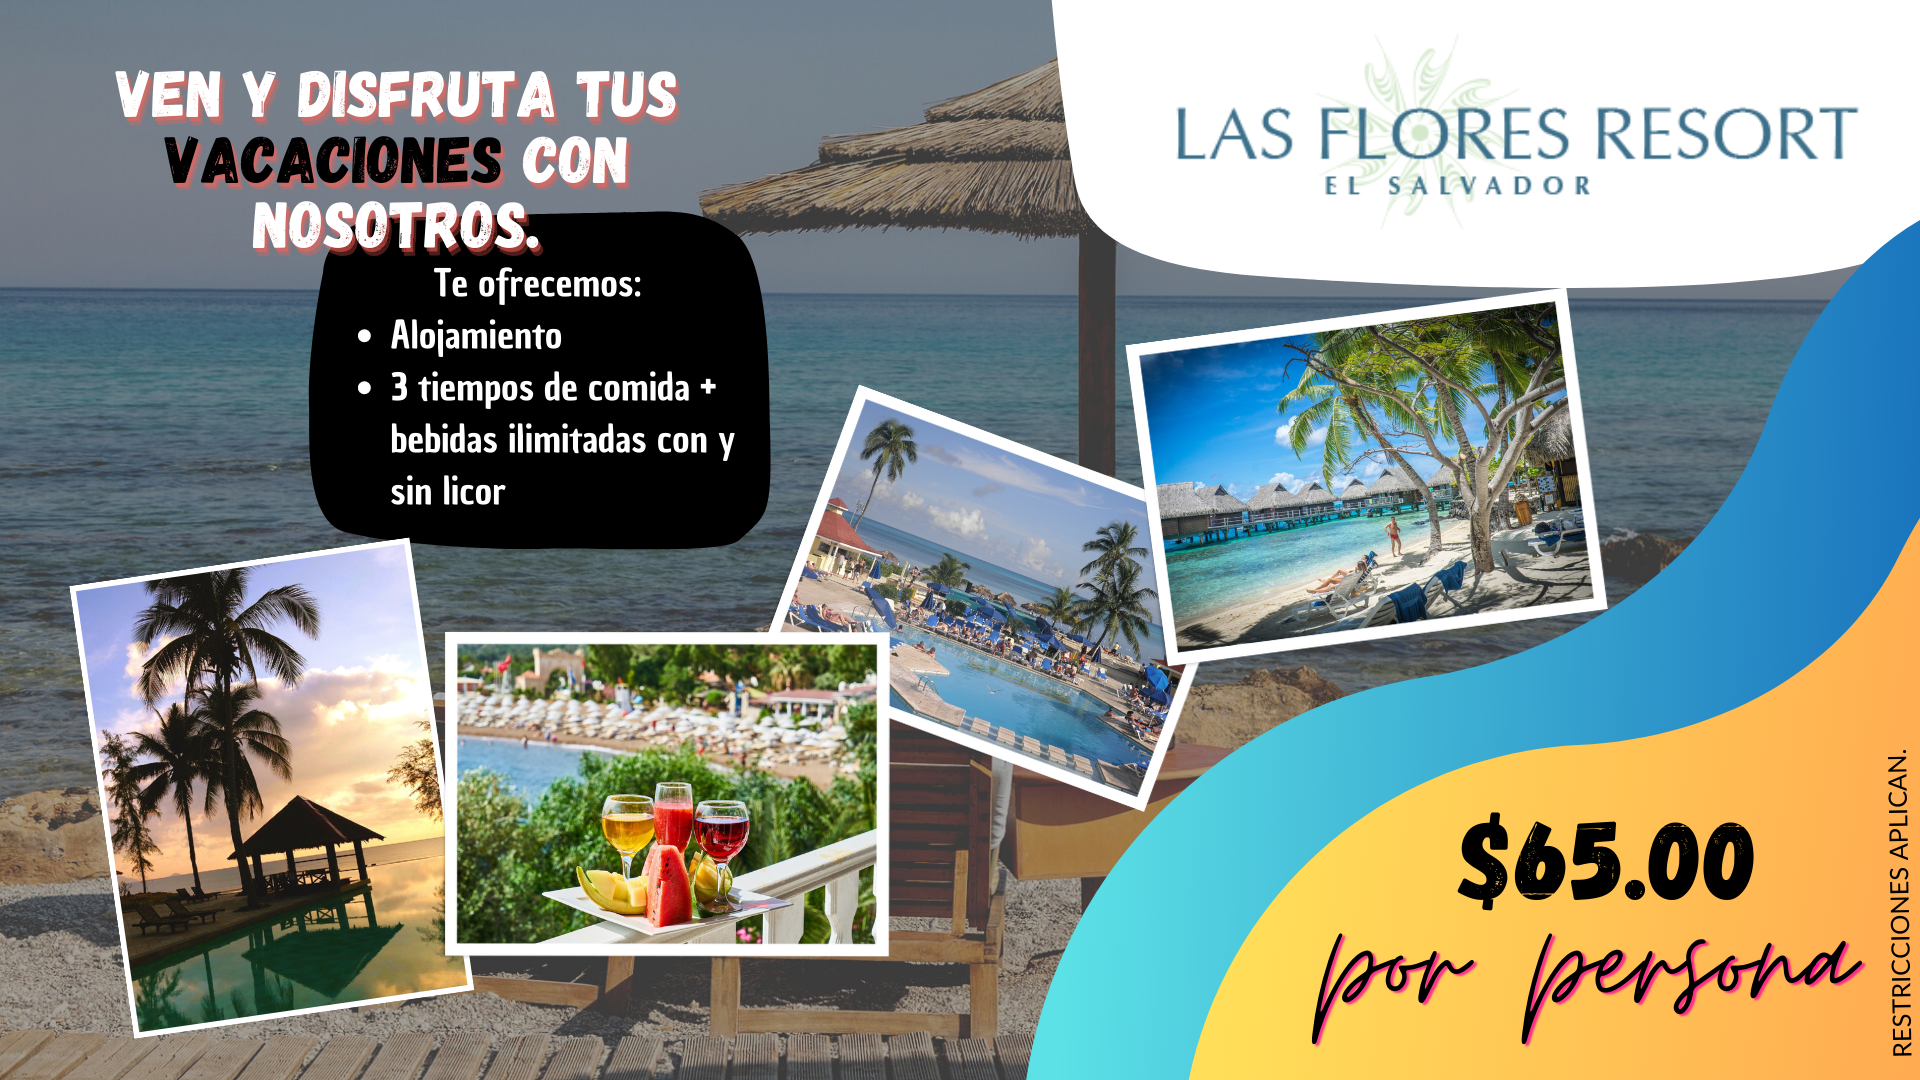 VEN Y DISFRUTA TUS
VACACIONES CON
NOSOTROS.
Te ofrecemos:
• Alojamiento
• 3 tiempos de comida +
bebidas ilimitadas con y
sin licor
LAS FLORES RESORT
EL SALVADOR
$65.00
por persona
RESTRICCIONES APLICAN.